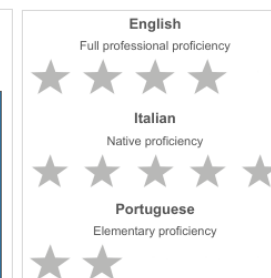 English
Full professional proficiency
Italian
Native proficiency
Portuguese
Elementary proficiency